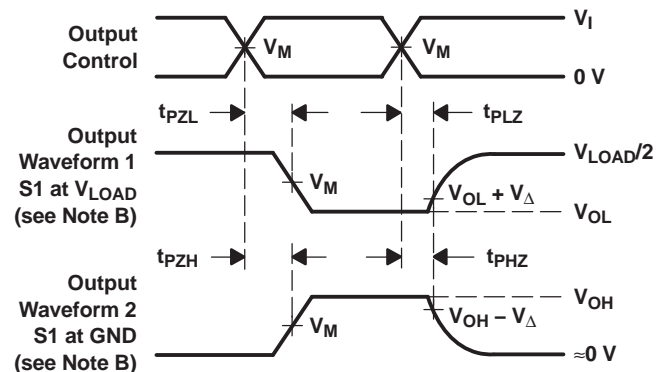 Output
Control
V_M
V_M
V_I
0 V
t_PZL
t_PLZ
Output
Waveform 1
S1 at V_LOAD
(see Note B)
V_M
V_LOAD/2
V_OL + V_Δ
V_OL
t_PZH
t_PHZ
Output
Waveform 2
S1 at GND
(see Note B)
V_M
V_OH
V_OH − V_Δ
≈0 V